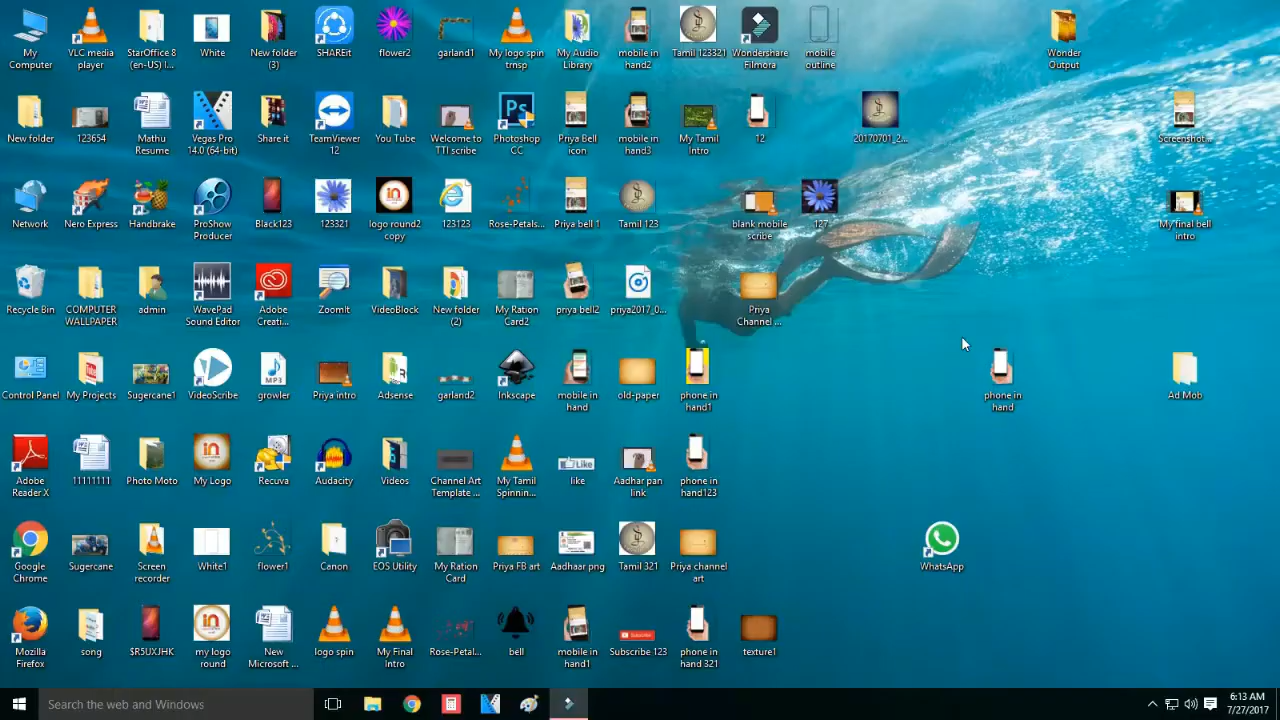 My
Computer
VLC media
player
StarOffice 8
(en-US) I...
White
New folder
(3)
SHAREit
flower2
garland1
My logo spin
trnsp
My Audio
Library
mobile in
hand2
Tamil 123321
Wondershare
Filmora
mobile
outline
Wonder
Output
New folder
123654
Mathu
Resume
Vegas Pro
14.0 (64-bit)
Share it
TeamViewer
12
You Tube
Welcome to
TTI scribe
Ps
Photoshop
CC
Priya Bell
icon
mobile in
hand3
My Tamil
Intro
12
20170701_2...
Screenshot...
Network
Nero Express
Handbrake
ProShow
Producer
Black123
123321
in
logo round2
copy
123123
Rose-Petals...
Priya bell 1
Tamil 123
blank mobile
scribe
127
My final bell
intro
Recycle Bin
COMPUTER
WALLPAPER
admin
WavePad
Sound Editor
Adobe
Creati...
ZoomIt
VideoBlock
New folder
(2)
My Ration
Card2
priya bell2
priya2017_0...
Priya
Channel ...
Control Panel
My Projects
Sugercane1
VideoScribe
MP3
growler
Priya intro
Adsense
garland2
Inkscape
mobile in
hand
old-paper
phone in
hand1
phone in
hand
Ad Mob
Adobe
Reader X
11111111
Photo Moto
in
My Logo
Recuva
Audacity
Videos
Channel Art
Template ...
My Tamil
Spinnin...
Like
like
Aadhar pan
link
phone in
hand123
Google
Chrome
Sugercane
Screen
recorder
White1
flower1
Canon
EOS Utility
My Ration
Card
Priya FB art
Aadhaar png
Tamil 321
Priya channel
art
WhatsApp
Mozilla
Firefox
song
$R5UXJHK
in
my logo
round
New
Microsoft ...
logo spin
My Final
Intro
Rose-Petal...
bell
mobile in
hand1
Subscribe
Subscribe 123
phone in
hand 321
texture1
Search the web and Windows
6:13 AM
7/27/2017